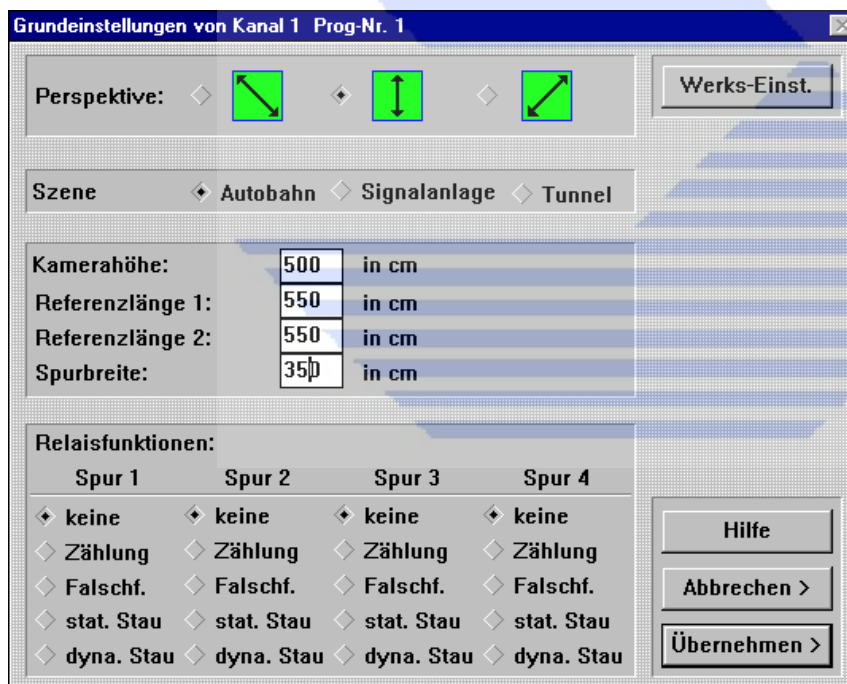 Grundeinstellungen von Kanal 1 Prog-Nr. 1
Perspektive:
Werks-Einst.
Szene Autobahn Signalanlage Tunnel
Kamerahöhe: 500 in cm
Referenzlänge 1: 550 in cm
Referenzlänge 2: 550 in cm
Spurbreite: 350 in cm
Relaisfunktionen:
Spur 1 Spur 2 Spur 3 Spur 4
keine keine keine keine
Zählung Zählung Zählung Zählung
Falschf. Falschf. Falschf. Falschf.
stat. Stau stat. Stau stat. Stau stat. Stau
dyna. Stau dyna. Stau dyna. Stau dyna. Stau
Hilfe
Abbrechen >
Übernehmen >